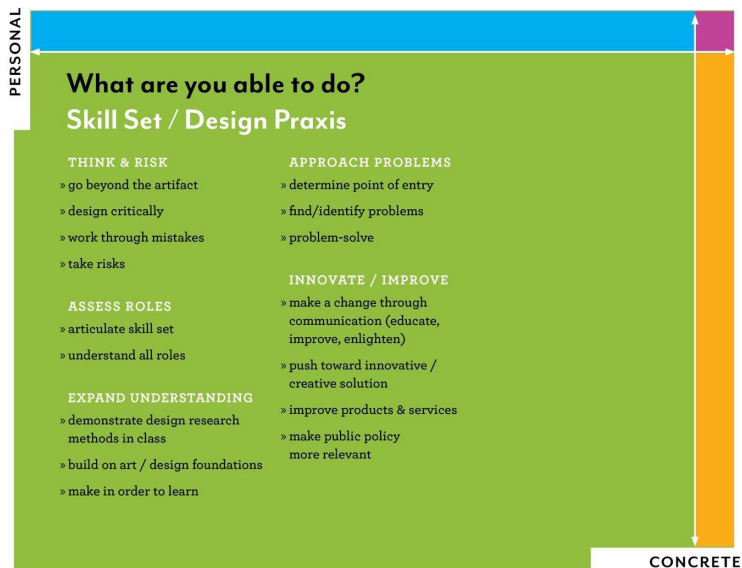 PERSONAL
What are you able to do?
Skill Set / Design Praxis
THINK & RISK
» go beyond the artifact
» design critically
» work through mistakes
» take risks
ASSESS ROLES
» articulate skill set
» understand all roles
EXPAND UNDERSTANDING
» demonstrate design research
methods in class
» build on art / design foundations
» make in order to learn
APPROACH PROBLEMS
» determine point of entry
» find/identify problems
» problem-solve
INNOVATE / IMPROVE
» make a change through
communication (educate,
improve, enlighten)
» push toward innovative /
creative solution
» improve products & services
» make public policy
more relevant
CONCRETE